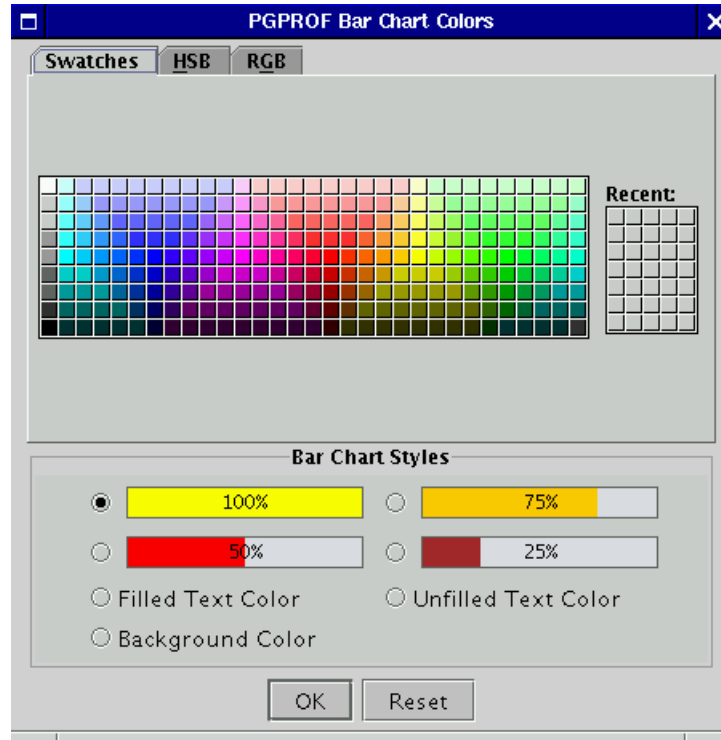 PGPROF Bar Chart Colors
Swatches HSB RGB
Recent:
Bar Chart Styles
100% 75%
50% 25%
Filled Text Color Unfilled Text Color
Background Color
OK Reset